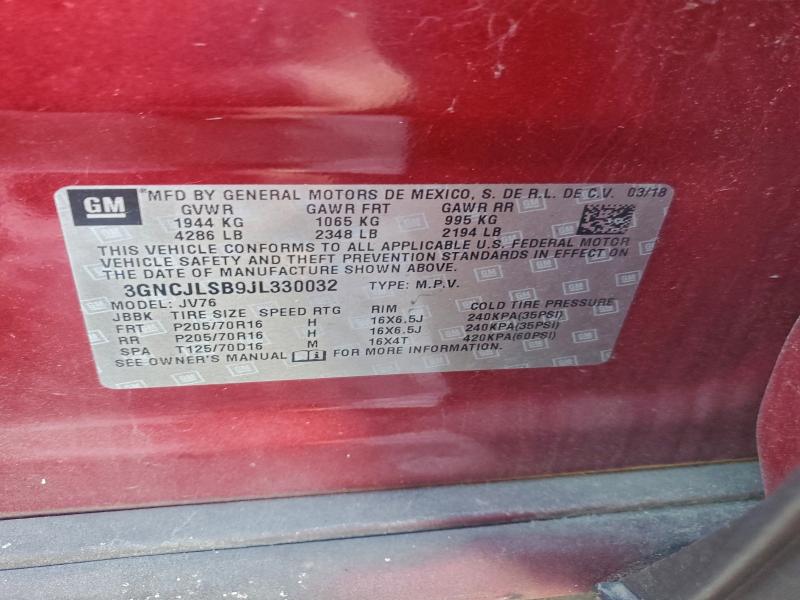 GM
*MFD BY GENERAL MOTORS DE MEXICO, S. DE R.L. DE C.V. 03/18
GVWR GAWR FRT GAWR RR
1944 KG 1065 KG 995 KG
4286 LB 2348 LB 2194 LB
THIS VEHICLE CONFORMS TO ALL APPLICABLE U.S. FEDERAL MOTOR
VEHICLE SAFETY AND THEFT PREVENTION STANDARDS IN EFFECT ON
THE DATE OF MANUFACTURE SHOWN ABOVE.
3GNCJLSB9JL330032 TYPE: M.P.V.
MODEL: JV76
JBBK TIRE SIZE SPEED RTG RIM COLD TIRE PRESSURE
FRT P205/70R16 H 16X6.5J 240KPA(35PSI)
RR P205/70R16 H 16X6.5J 240KPA(35PSI)
SPA T125/70D16 M 16X4T 420KPA(60PSI)
SEE OWNER'S MANUAL FOR MORE INFORMATION.